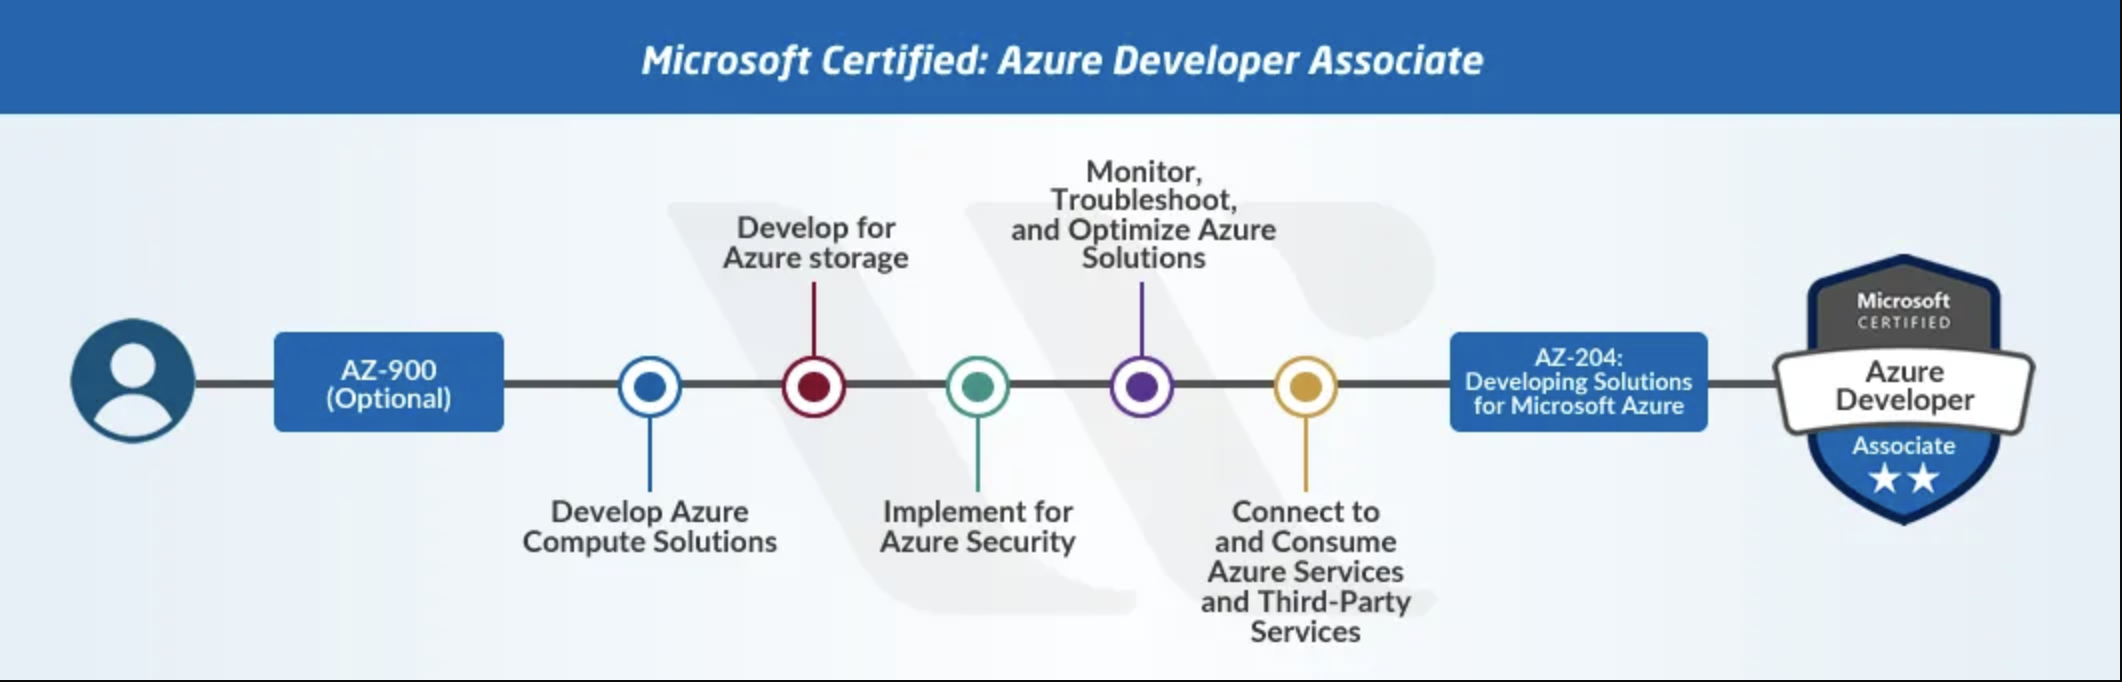 Microsoft Certified: Azure Developer Associate
AZ-900
(Optional)
Develop Azure
Compute Solutions
Develop for
Azure storage
Implement for
Azure Security
Monitor,
Troubleshoot,
and Optimize Azure
Solutions
Connect to
and Consume
Azure Services
and Third-Party
Services
AZ-204:
Developing Solutions
for Microsoft Azure
Microsoft
CERTIFIED
Azure
Developer
Associate